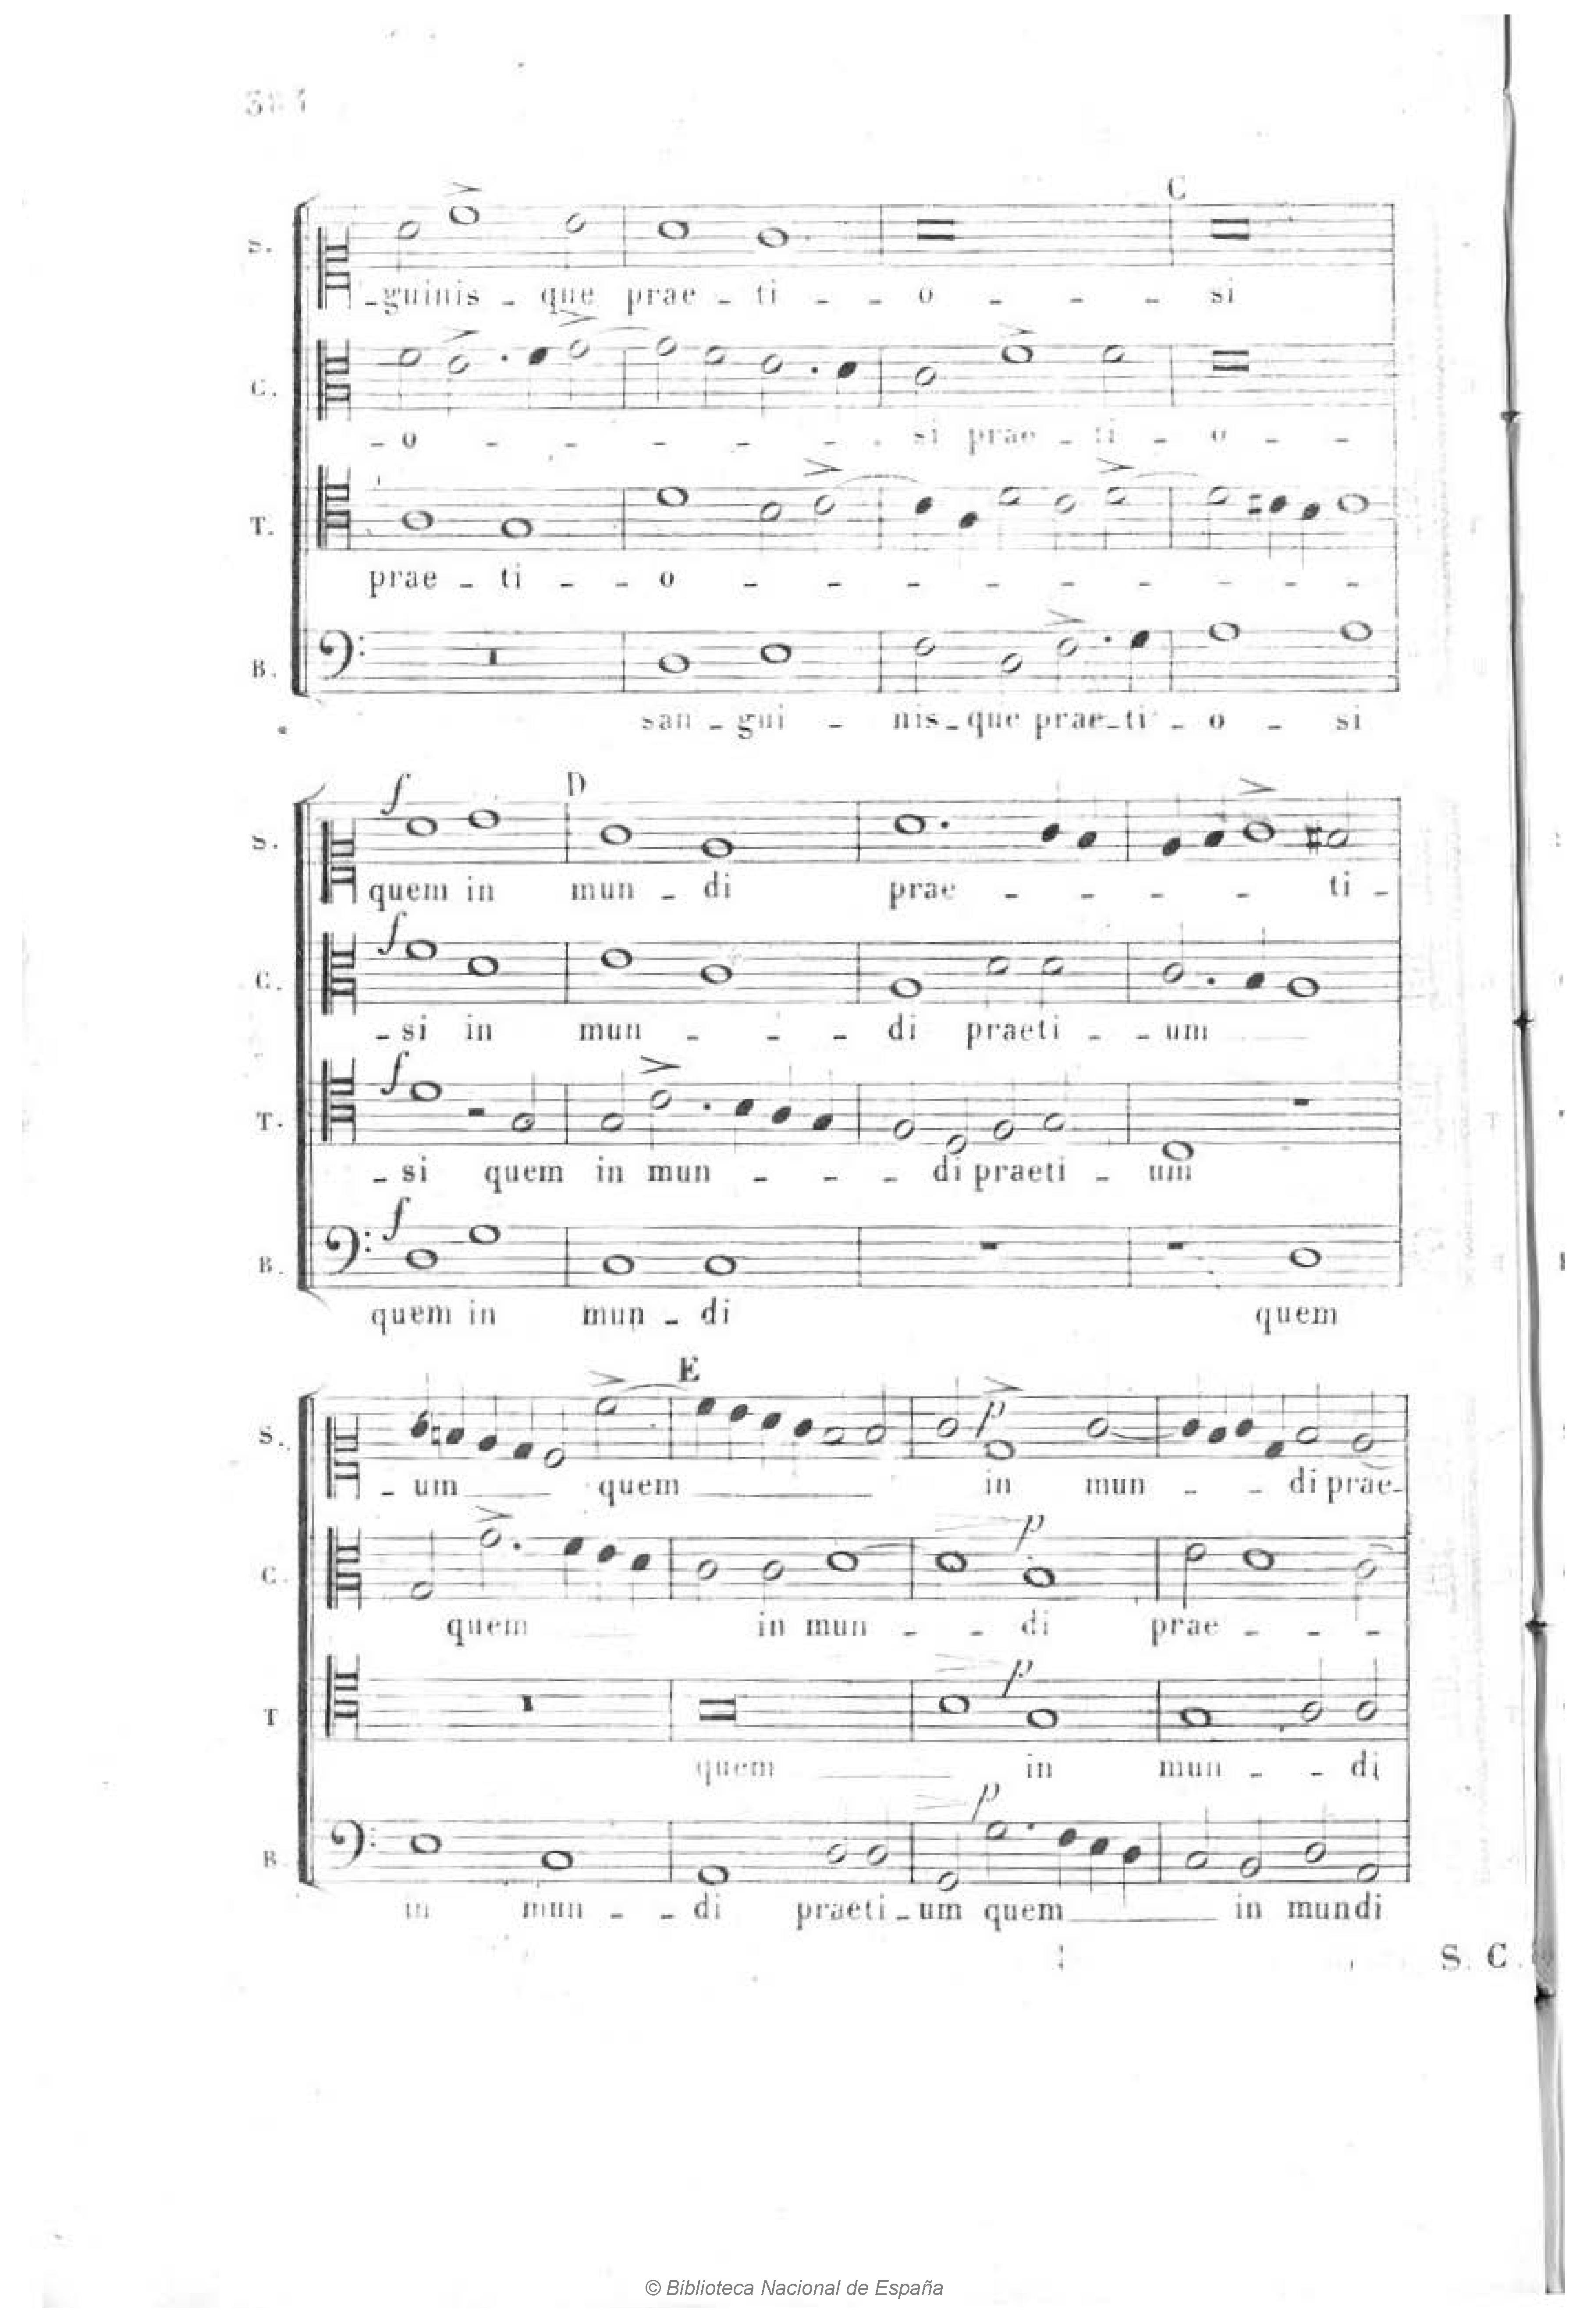 384
C
S.
-guinis - que prae - ti - - o - - - si
C.
- o - - - - - . si prae - ti - o - -
T.
prae - ti - - o - - - - - - - - -
B.
san - gui - nis-que prae-ti - o - si
f D
S.
quem in mun - di prae - - - - ti -
f
C.
- si in mun - - - di praeti - - um
f
T.
- si quem in mun - - - di praeti - um
f
B.
quem in mun - di quem
E
S. p
- um quem in mun - - di prae-
p
C.
quem in mun - - di prae - - -
p
T
quem in mun - - di
p
B
in mun - - di praeti - um quem in mundi
S. C.
© Biblioteca Nacional de España